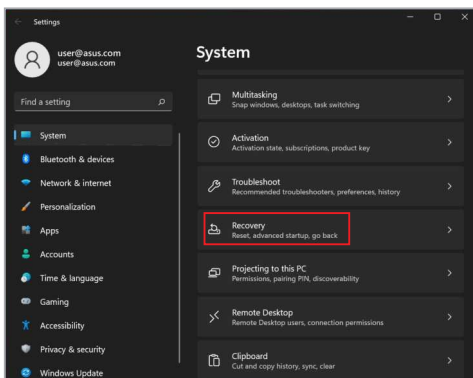 Settings
user@asus.com
user@asus.com
Find a setting
System
Bluetooth & devices
Network & internet
Personalization
Apps
Accounts
Time & language
Gaming
Accessibility
Privacy & security
Windows Update
System
Multitasking
Snap windows, desktops, task switching
Activation
Activation state, subscriptions, product key
Troubleshoot
Recommended troubleshooters, preferences, history
Recovery
Reset, advanced startup, go back
Projecting to this PC
Permissions, pairing PIN, discoverability
Remote Desktop
Remote Desktop users, connection permissions
Clipboard
Cut and copy history, sync, clear